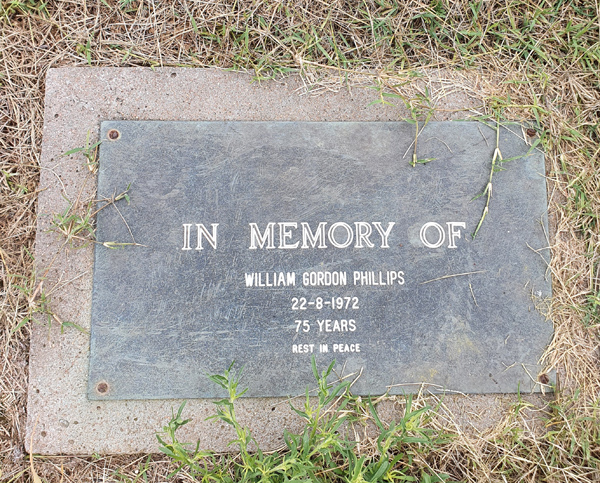 IN MEMORY OF
WILLIAM GORDON PHILLIPS
22-8-1972
75 YEARS
REST IN PEACE